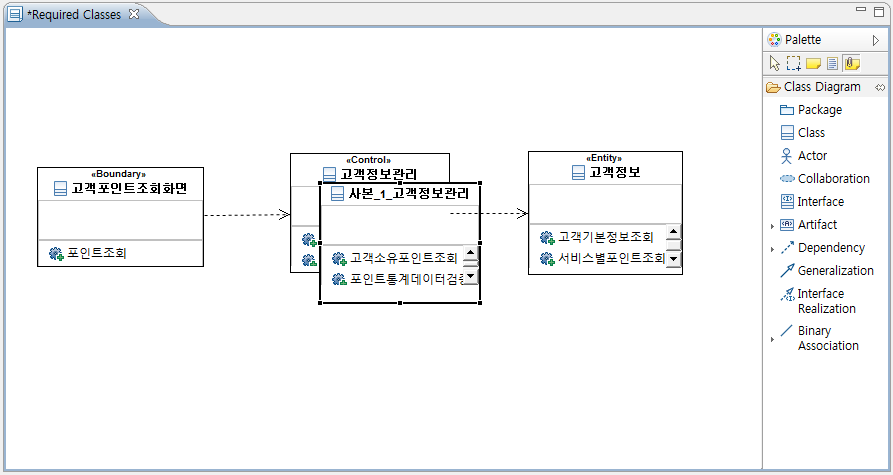 *Required Classes
«Boundary»
고객포인트조회화면
포인트조회
«Control»
고객정보관리
사본_1_고객정보관리
고객소유포인트조회
포인트통계데이터검증
«Entity»
고객정보
고객기본정보조회
서비스별포인트조회
Palette
Class Diagram
Package
Class
Actor
Collaboration
Interface
Artifact
Dependency
Generalization
Interface
Realization
Binary
Association